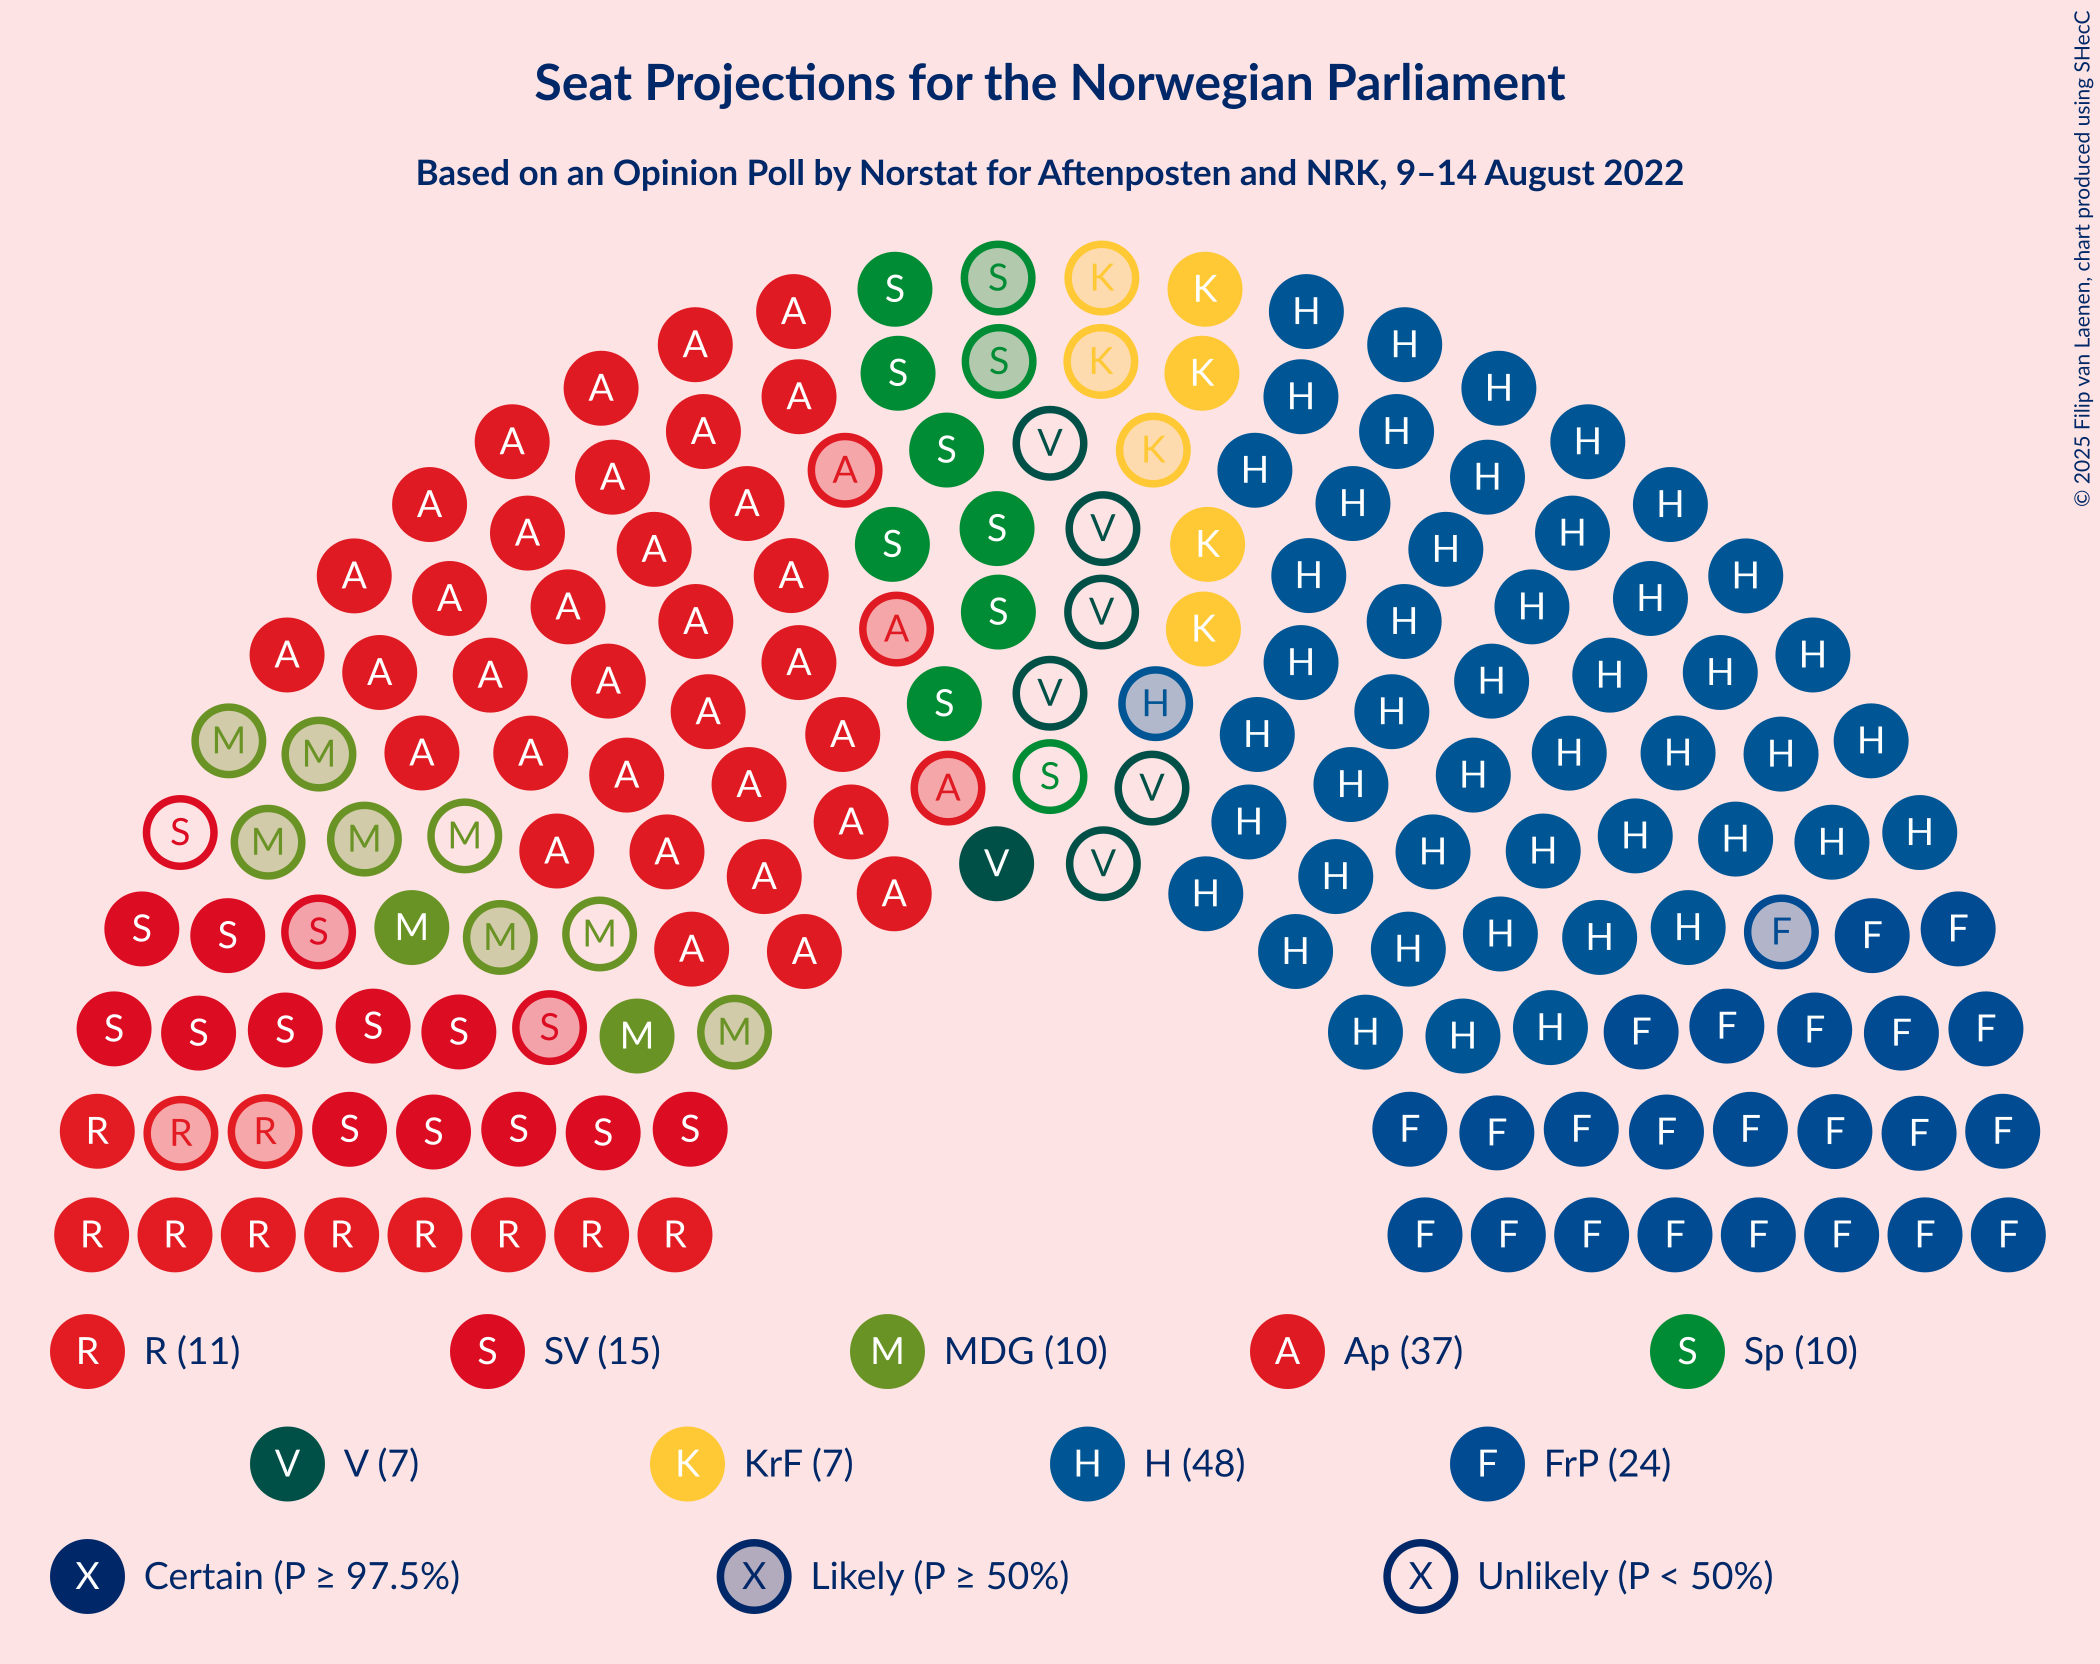 Seat Projections for the Norwegian Parliament
Based on an Opinion Poll by Norstat for Aftenposten and NRK, 9–14 August 2022
© 2025 Filip van Laenen, chart produced using SHecC
S S K K
A A H H
S S K K
A A H H
A A H H
S V K
A A H H
A A H H
A A H H
S S V K
A A A H H H
A A A H H H
S V K
A A A H H H
A A A H H H
S V H
M M A A A A A H H H H H H
A S V
S M M M A A A A H H H H H H H
V V
S S S M M M A A A H H H H H H F F F
S S S S S S M M H H H F F F F F
R R R S S S S S F F F F F F F F
R R R R R R R R F F F F F F F F
R R (11) S SV (15) M MDG (10) A Ap (37) S Sp (10)
V V (7) K KrF (7) H H (48) F FrP (24)
X Certain (P ≥ 97.5%) X Likely (P ≥ 50%) X Unlikely (P < 50%)